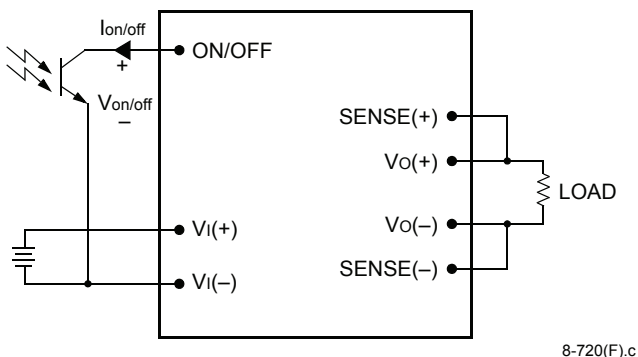 Ion/off
+
ON/OFF
Von/off
–
SENSE(+)
VO(+)
LOAD
VO(–)
VI(+)
SENSE(–)
VI(–)
8-720(F).c